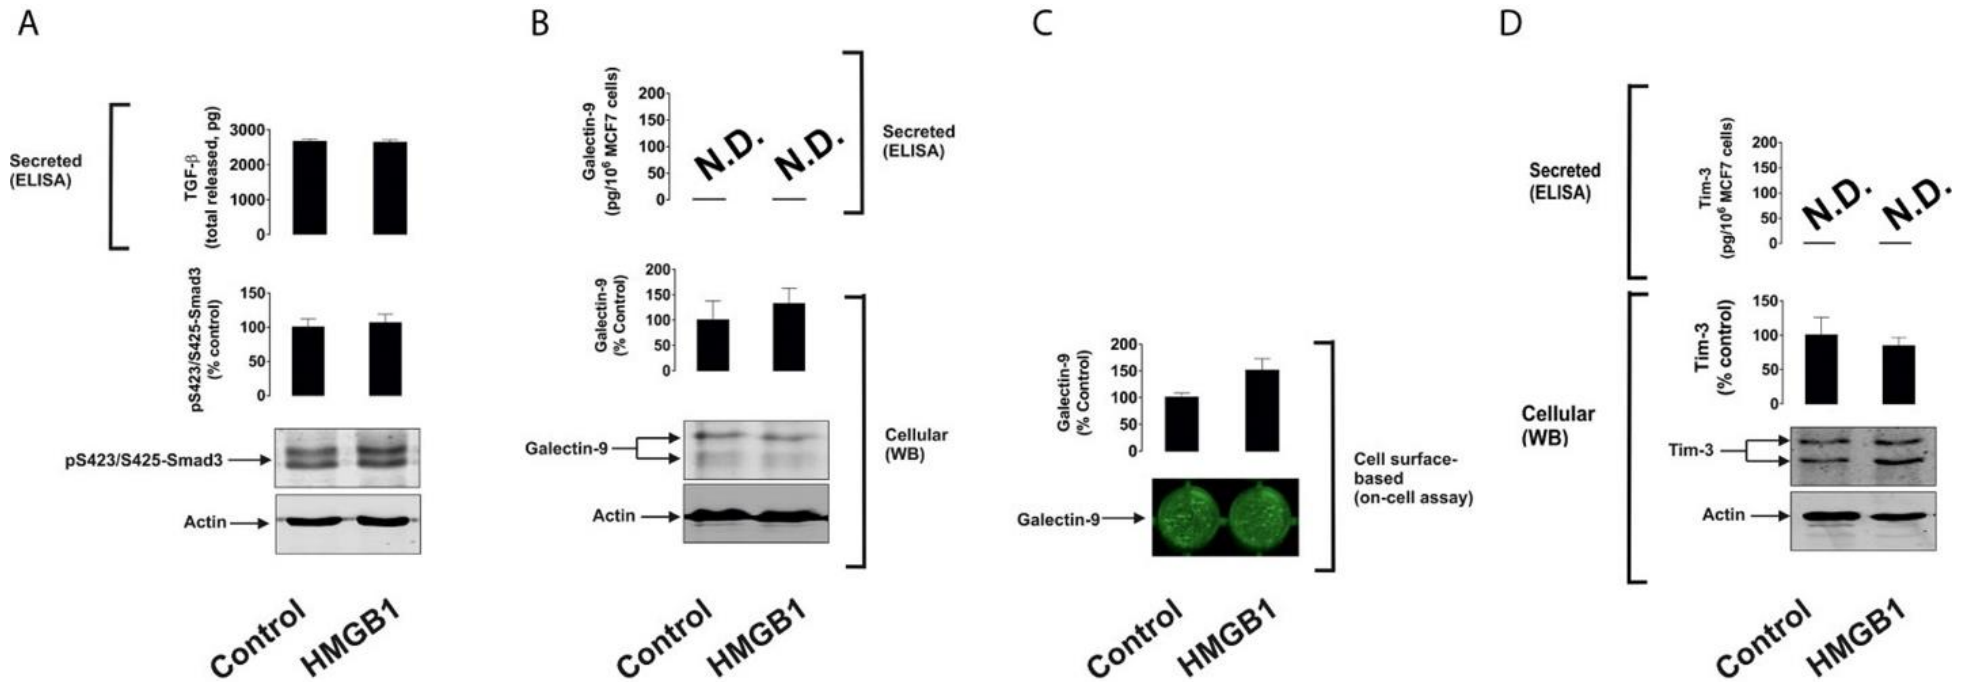 A
Secreted
(ELISA)
TGF-β
(total released, pg)
3000
2000
1000
0
pS423/S425-Smad3
(% control)
150
100
50
0
pS423/S425-Smad3
Actin
Control
HMGB1
B
Galectin-9
(pg/10⁶ MCF7 cells)
200
150
100
50
0
N.D.
N.D.
Secreted
(ELISA)
Galectin-9
(% Control)
200
150
100
50
0
Galectin-9
Actin
Cellular
(WB)
Control
HMGB1
C
Galectin-9
(% Control)
200
150
100
50
0
Galectin-9
Cell surface-
based
(on-cell assay)
Control
HMGB1
D
Secreted
(ELISA)
Tim-3
(pg/10⁶ MCF7 cells)
200
150
100
50
0
N.D.
N.D.
Cellular
(WB)
Tim-3
(% control)
150
100
50
0
Tim-3
Actin
Control
HMGB1